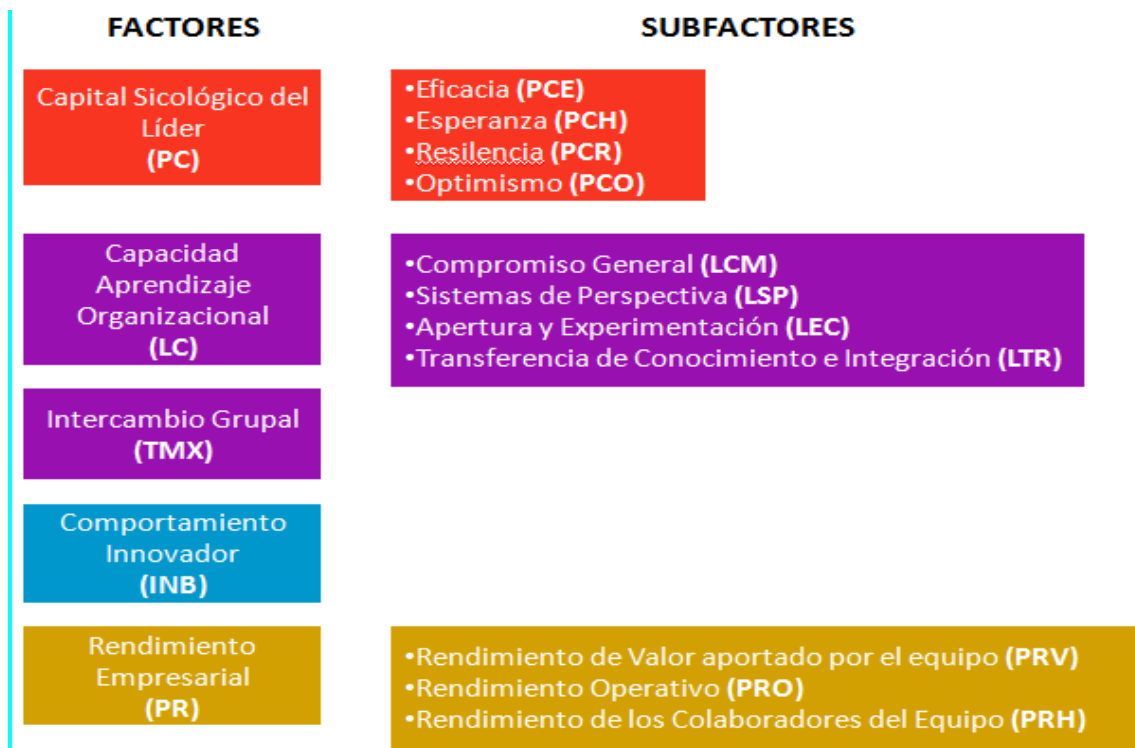 FACTORES
SUBFACTORES
Capital Sicológico del
Líder
(PC)
•Eficacia (PCE)
•Esperanza (PCH)
•Resilencia (PCR)
•Optimismo (PCO)
Capacidad
Aprendizaje
Organizacional
(LC)
•Compromiso General (LCM)
•Sistemas de Perspectiva (LSP)
•Apertura y Experimentación (LEC)
•Transferencia de Conocimiento e Integración (LTR)
Intercambio Grupal
(TMX)
Comportamiento
Innovador
(INB)
Rendimiento
Empresarial
(PR)
•Rendimiento de Valor aportado por el equipo (PRV)
•Rendimiento Operativo (PRO)
•Rendimiento de los Colaboradores del Equipo (PRH)